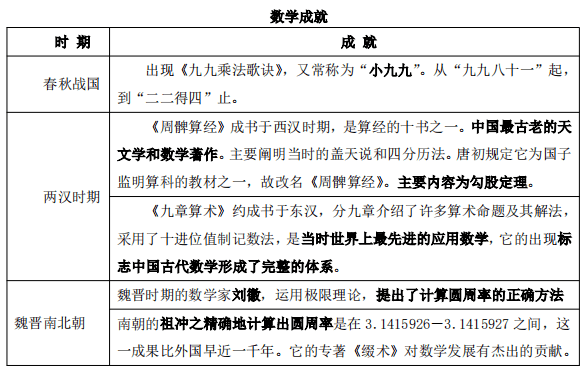 数学成就
时 期 成 就
春秋战国
出现《九九乘法歌诀》，又常称为“小九九”。从“九九八十一”起，
到“二二得四”止。
两汉时期
《周髀算经》成书于西汉时期，是算经的十书之一。中国最古老的天
文学和数学著作。主要阐明当时的盖天说和四分历法。唐初规定它为国子
监明算科的教材之一，故改名《周髀算经》。主要内容为勾股定理。
《九章算术》约成书于东汉，分九章介绍了许多算术命题及其解法，
采用了十进位值制记数法，是当时世界上最先进的应用数学，它的出现标
志中国古代数学形成了完整的体系。
魏晋南北朝
魏晋时期的数学家刘徽，运用极限理论，提出了计算圆周率的正确方法
南朝的祖冲之精确地计算出圆周率是在 3.1415926－3.1415927 之间，这
一成果比外国早近一千年。它的专著《缀术》对数学发展有杰出的贡献。